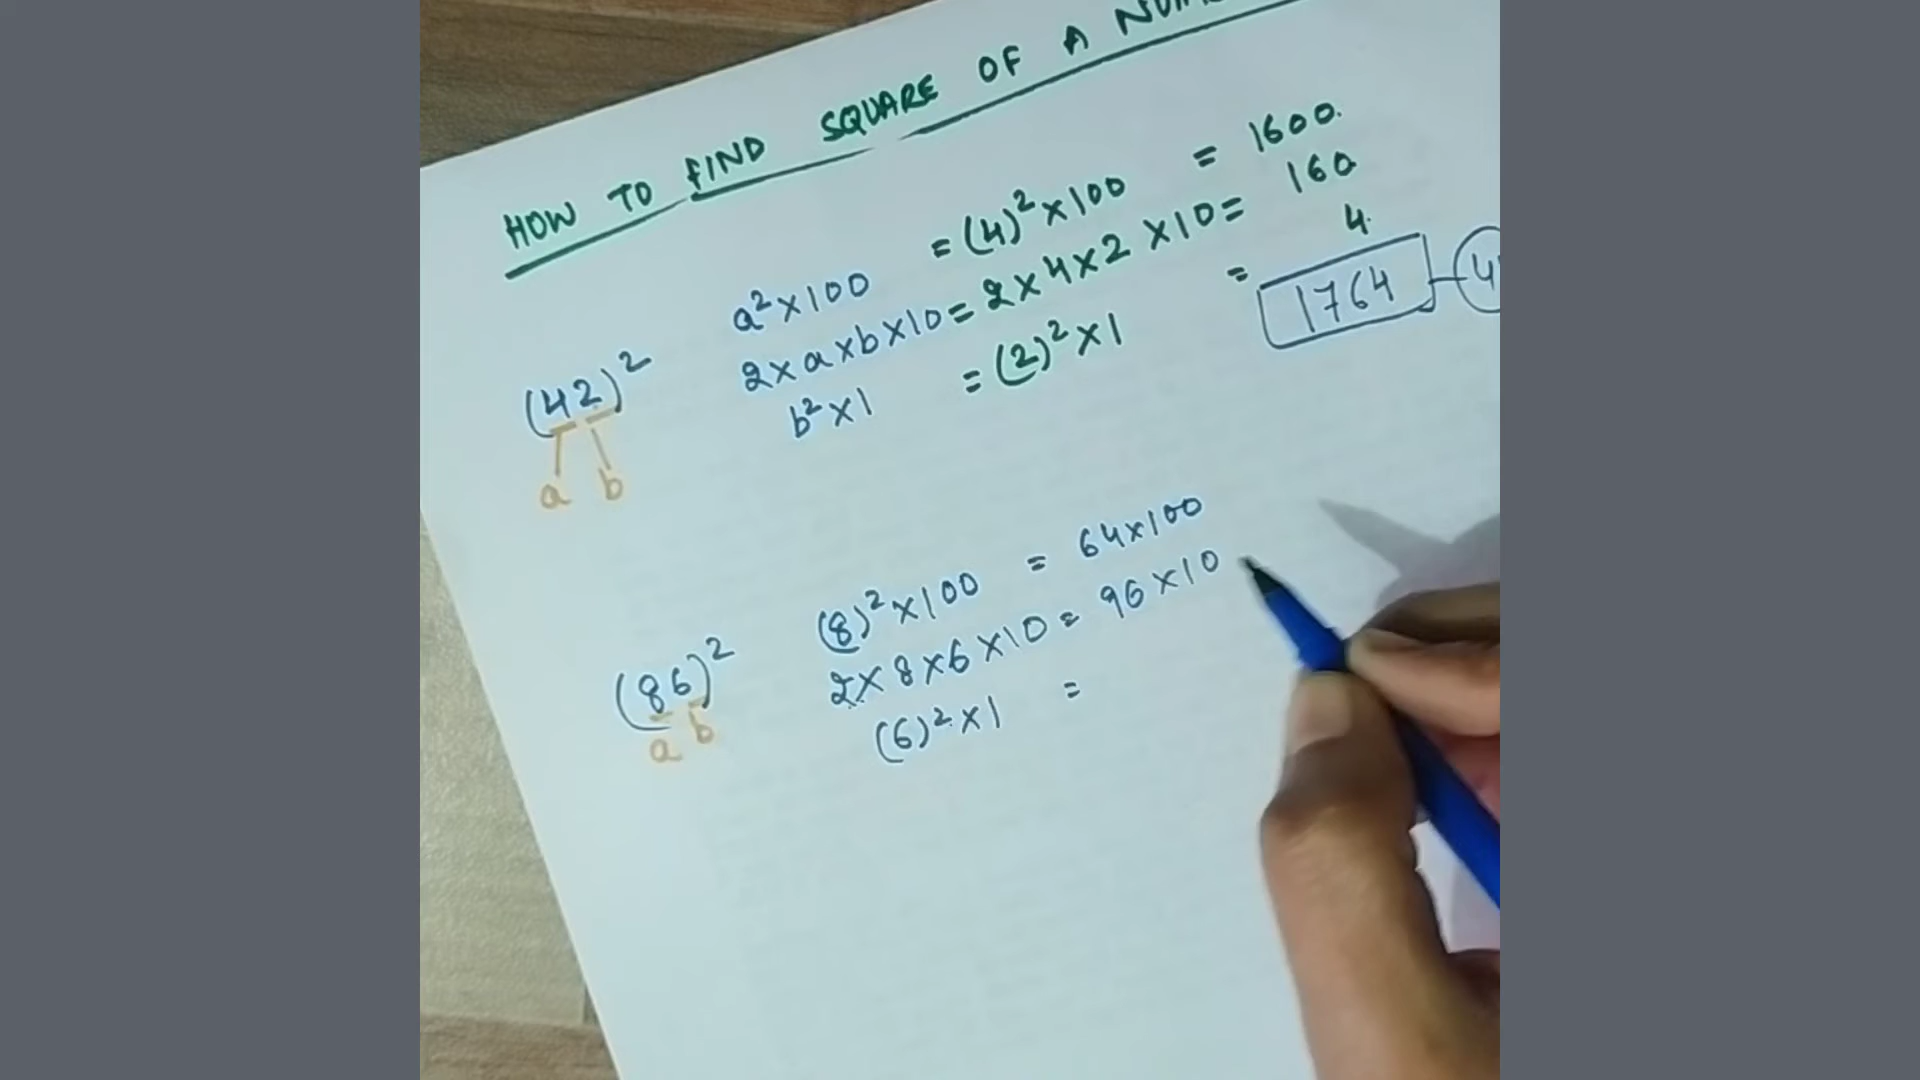 HOW TO FIND SQUARE OF A
a²×100 = (4)²×100 = 1600.
(42)² 2×a×b×10 = 2×4×2×10 = 160
b²×1 = (2)²×1 = 4.
1764
a b
(8)²×100 = 64×100
(86)² 2×8×6×10 = 96×10
(6)²×1 =
a b